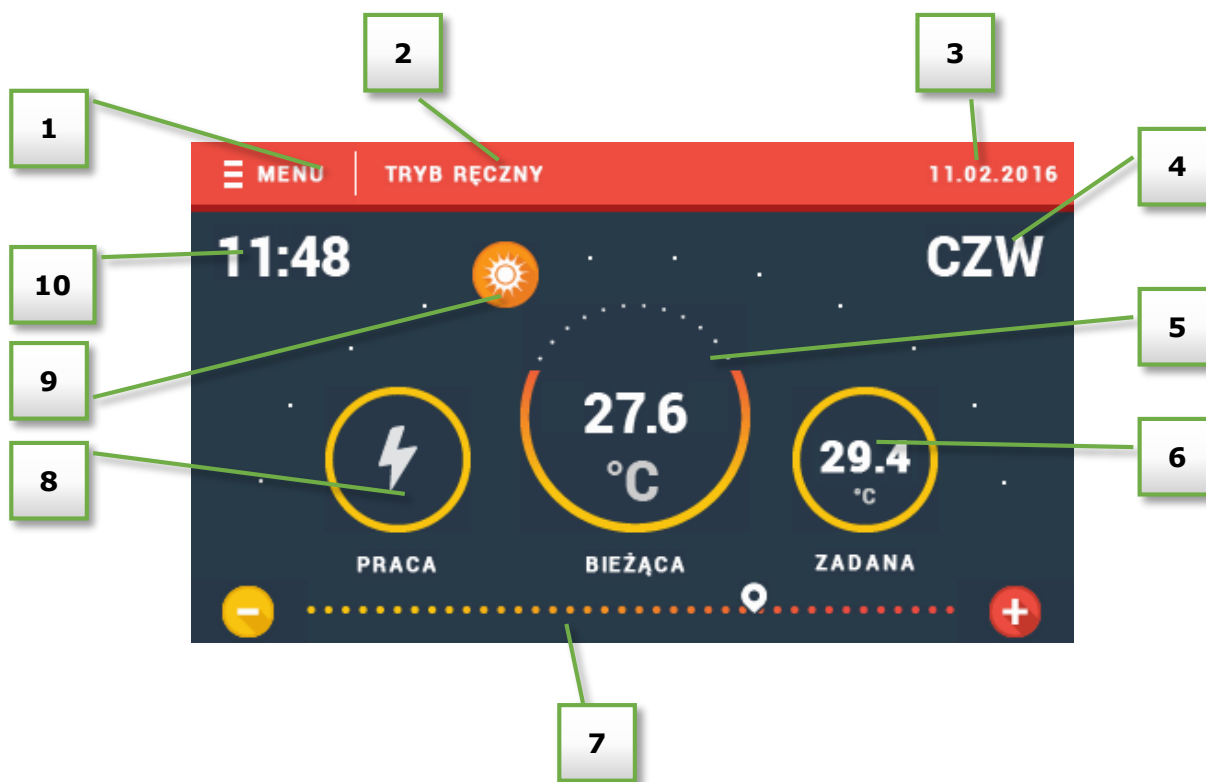 2
3
1
4
MENU
TRYB RĘCZNY
11.02.2016
11:48
CZW
10
5
9
27.6
°C
29.4
°C
6
8
PRACA
BIEŻĄCA
ZADANA
7